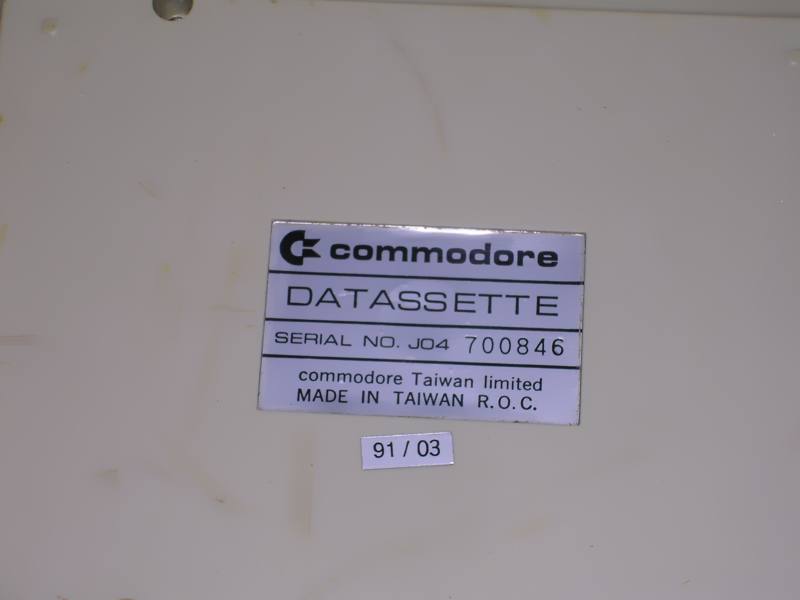 commodore
DATASSETTE
SERIAL NO. J04 700846
commodore Taiwan limited
MADE IN TAIWAN R.O.C.
91 / 03